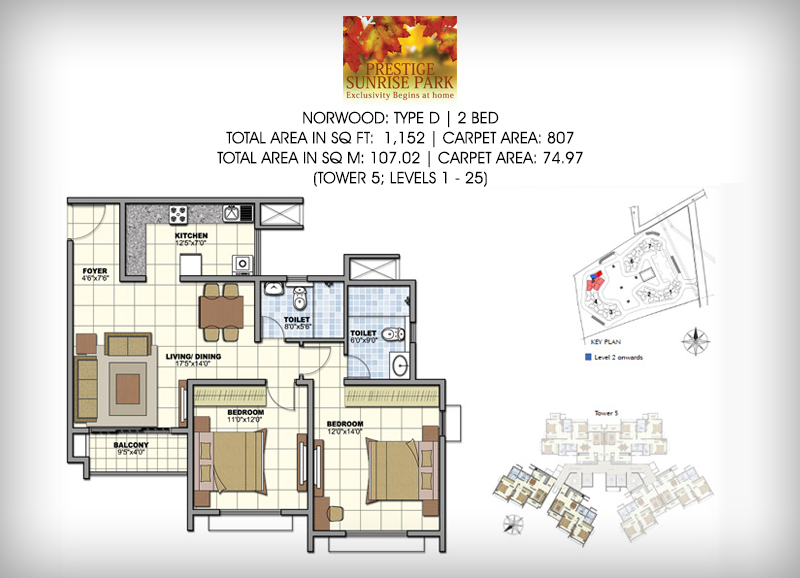 PRESTIGE
SUNRISE PARK
Exclusivity Begins at home
NORWOOD: TYPE D | 2 BED
TOTAL AREA IN SQ FT: 1,152 | CARPET AREA: 807
TOTAL AREA IN SQ M: 107.02 | CARPET AREA: 74.97
(TOWER 5; LEVELS 1 - 25)
KITCHEN
12'5"x7'0"
FOYER
4'6"x7'6"
TOILET
8'0"x5'6"
TOILET
6'0"x9'0"
LIVING/ DINING
17'5"x14'0"
BEDROOM
11'0"x12'0"
BEDROOM
12'0"x14'0"
BALCONY
9'5"x4'0"
KEY PLAN
Level 2 onwards
Tower 5